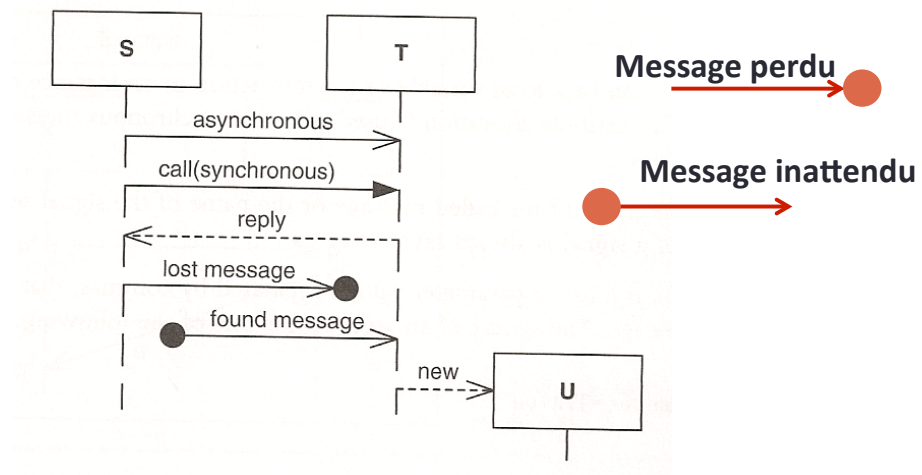 S
T
Message perdu
asynchronous
call(synchronous)
Message inattendu
reply
lost message
found message
new
U